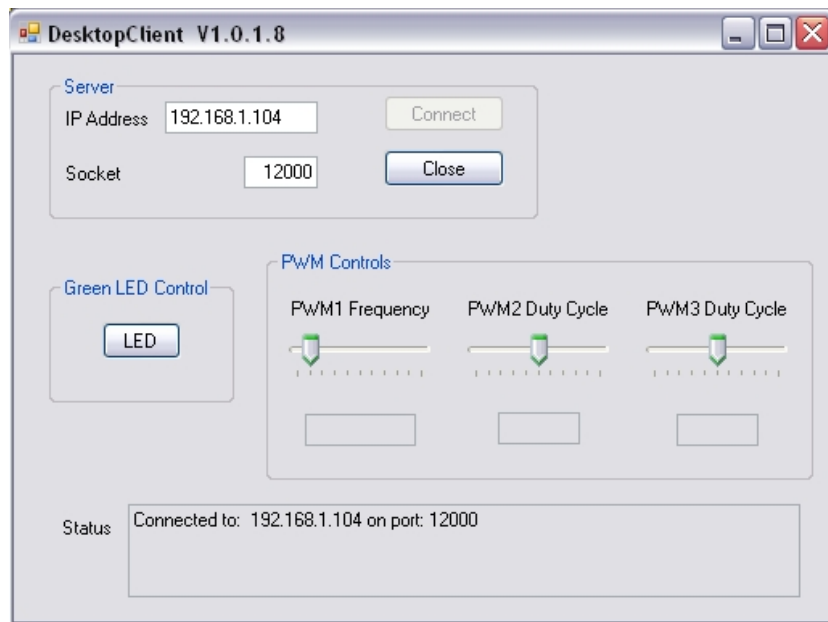 DesktopClient V1.0.1.8
Server
IP Address 192.168.1.104 Connect
Socket 12000 Close
Green LED Control
LED
PWM Controls
PWM1 Frequency PWM2 Duty Cycle PWM3 Duty Cycle
Status Connected to: 192.168.1.104 on port: 12000